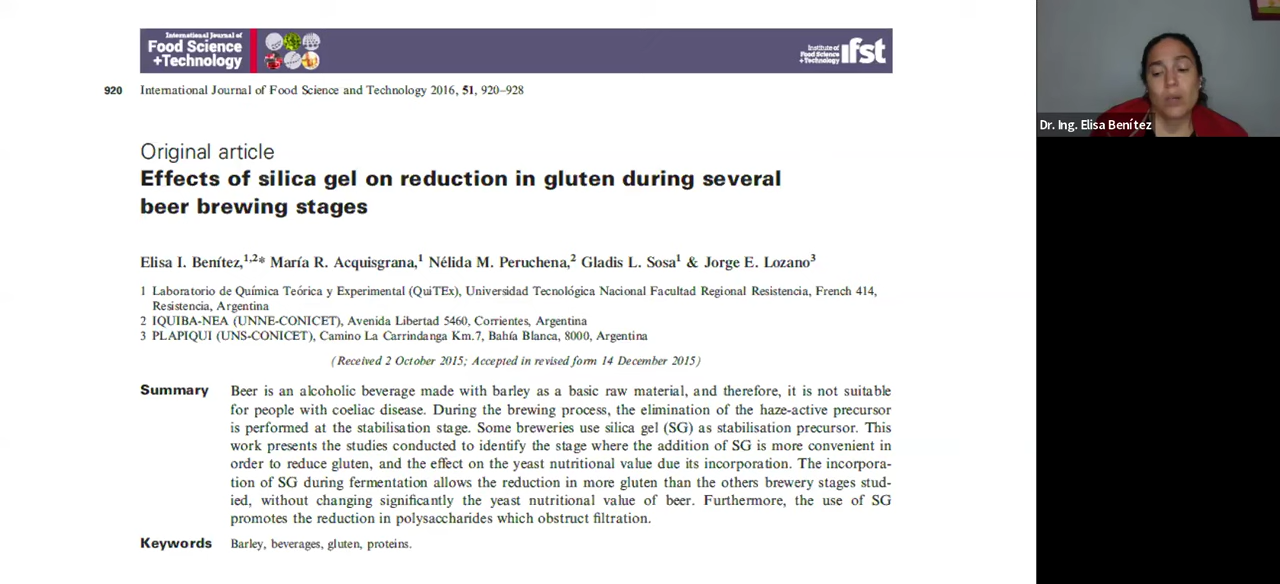 International Journal of
Food Science
+Technology
Institute of
Food Science
+Technology
ifst
920 International Journal of Food Science and Technology 2016, 51, 920–928
Original article
Effects of silica gel on reduction in gluten during several
beer brewing stages
Elisa I. Benítez,1,2* María R. Acquisgrana,1 Nélida M. Peruchena,2 Gladis L. Sosa1 & Jorge E. Lozano3
1 Laboratorio de Química Teórica y Experimental (QuiTEx), Universidad Tecnológica Nacional Facultad Regional Resistencia, French 414,
Resistencia, Argentina
2 IQUIBA-NEA (UNNE-CONICET), Avenida Libertad 5460, Corrientes, Argentina
3 PLAPIQUI (UNS-CONICET), Camino La Carrindanga Km.7, Bahía Blanca, 8000, Argentina
(Received 2 October 2015; Accepted in revised form 14 December 2015)
Summary Beer is an alcoholic beverage made with barley as a basic raw material, and therefore, it is not suitable
for people with coeliac disease. During the brewing process, the elimination of the haze-active precursor
is performed at the stabilisation stage. Some breweries use silica gel (SG) as stabilisation precursor. This
work presents the studies conducted to identify the stage where the addition of SG is more convenient in
order to reduce gluten, and the effect on the yeast nutritional value due its incorporation. The incorpora-
tion of SG during fermentation allows the reduction in more gluten than the others brewery stages stud-
ied, without changing significantly the yeast nutritional value of beer. Furthermore, the use of SG
promotes the reduction in polysaccharides which obstruct filtration.
Keywords Barley, beverages, gluten, proteins.
Dr. Ing. Elisa Benítez